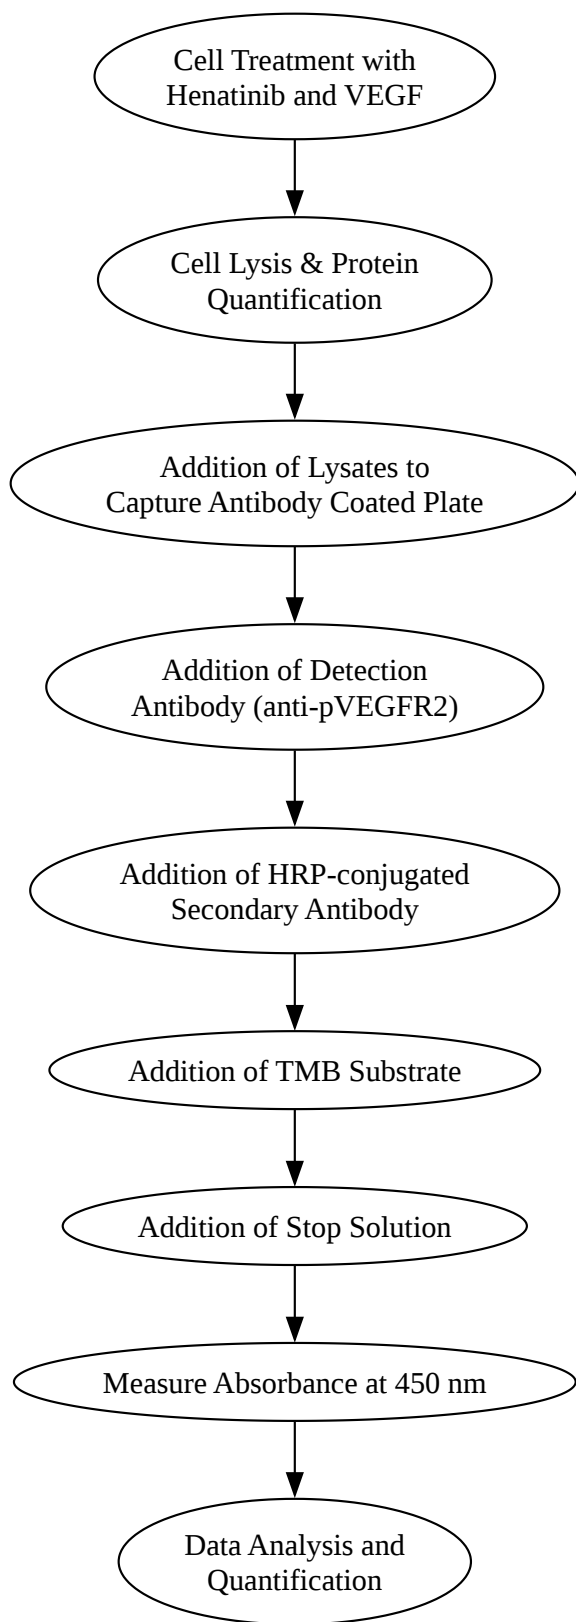 Cell Treatment with
Henatinib and VEGF
Cell Lysis & Protein
Quantification
Addition of Lysates to
Capture Antibody Coated Plate
Addition of Detection
Antibody (anti-pVEGFR2)
Addition of HRP-conjugated
Secondary Antibody
Addition of TMB Substrate
Addition of Stop Solution
Measure Absorbance at 450 nm
Data Analysis and
Quantification